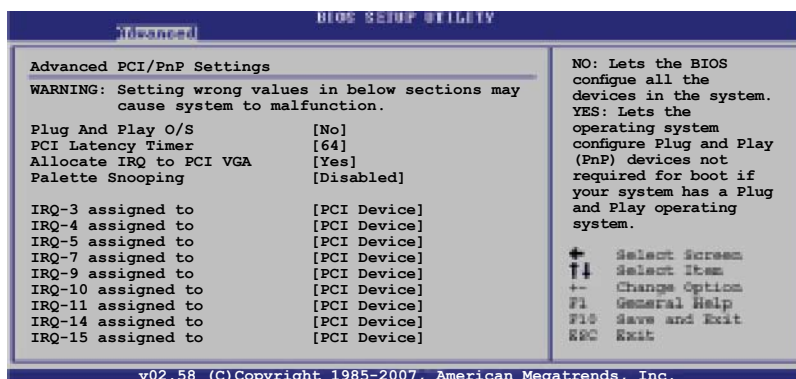 BIOS SETUP UTILITY
Advanced
Advanced PCI/PnP Settings
WARNING: Setting wrong values in below sections may
cause system to malfunction.
Plug And Play O/S [No]
PCI Latency Timer [64]
Allocate IRQ to PCI VGA [Yes]
Palette Snooping [Disabled]
IRQ-3 assigned to [PCI Device]
IRQ-4 assigned to [PCI Device]
IRQ-5 assigned to [PCI Device]
IRQ-7 assigned to [PCI Device]
IRQ-9 assigned to [PCI Device]
IRQ-10 assigned to [PCI Device]
IRQ-11 assigned to [PCI Device]
IRQ-14 assigned to [PCI Device]
IRQ-15 assigned to [PCI Device]
NO: Lets the BIOS
configue all the
devices in the system.
YES: Lets the
operating system
configure Plug and Play
(PnP) devices not
required for boot if
your system has a Plug
and Play operating
system.
← Select Screen
↑↓ Select Item
+- Change Option
F1 General Help
F10 Save and Exit
ESC Exit
v02.58 (C)Copyright 1985-2007, American Megatrends, Inc.